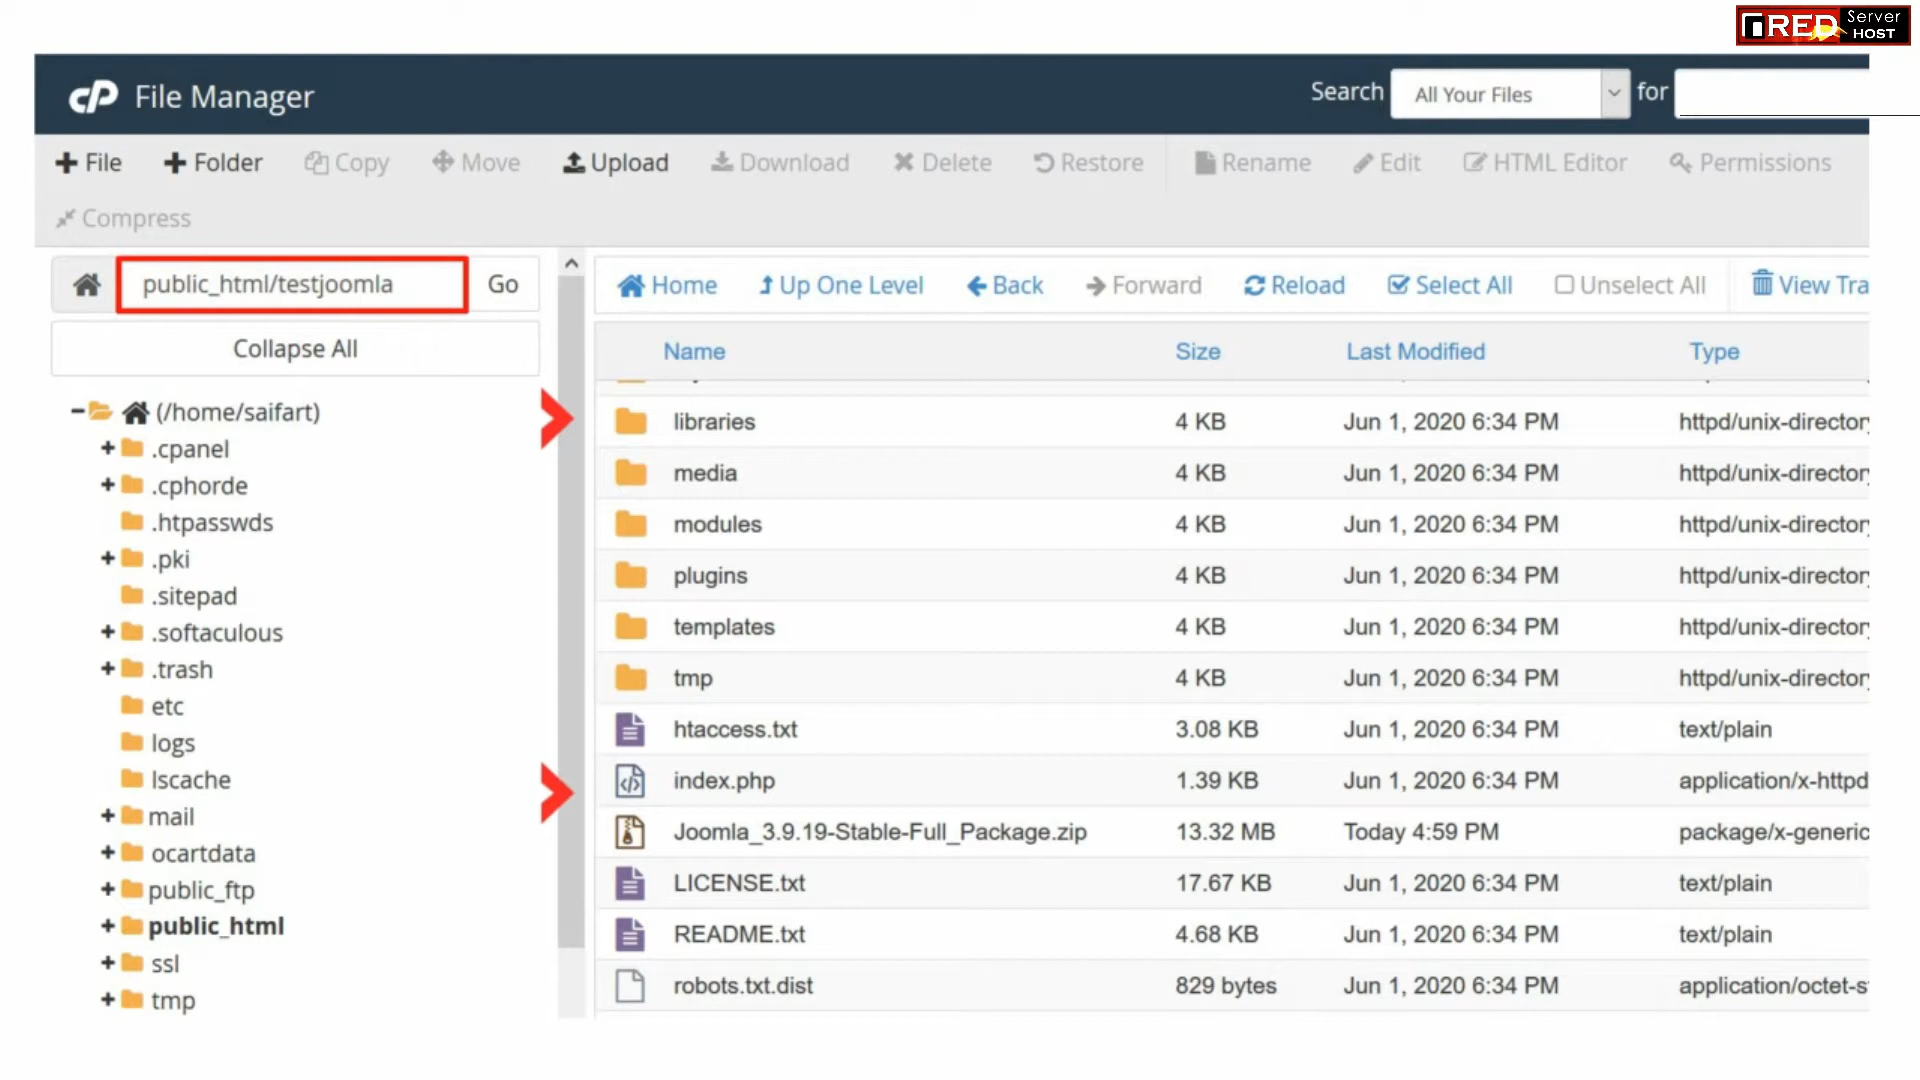 RED Server HOST
cP File Manager
Search All Your Files for
File Folder Copy Move Upload Download Delete Restore Rename Edit HTML Editor Permissions
Compress
public_html/testjoomla Go
Home Up One Level Back Forward Reload Select All Unselect All View Tra
Collapse All
Name Size Last Modified Type
(/home/saifart)
.cpanel
.cphorde
.htpasswds
.pki
.sitepad
.softaculous
.trash
etc
logs
lscache
mail
ocartdata
public_ftp
public_html
ssl
tmp
libraries 4 KB Jun 1, 2020 6:34 PM httpd/unix-directory
media 4 KB Jun 1, 2020 6:34 PM httpd/unix-directory
modules 4 KB Jun 1, 2020 6:34 PM httpd/unix-directory
plugins 4 KB Jun 1, 2020 6:34 PM httpd/unix-directory
templates 4 KB Jun 1, 2020 6:34 PM httpd/unix-directory
tmp 4 KB Jun 1, 2020 6:34 PM httpd/unix-directory
htaccess.txt 3.08 KB Jun 1, 2020 6:34 PM text/plain
index.php 1.39 KB Jun 1, 2020 6:34 PM application/x-httpd
Joomla_3.9.19-Stable-Full_Package.zip 13.32 MB Today 4:59 PM package/x-generic
LICENSE.txt 17.67 KB Jun 1, 2020 6:34 PM text/plain
README.txt 4.68 KB Jun 1, 2020 6:34 PM text/plain
robots.txt.dist 829 bytes Jun 1, 2020 6:34 PM application/octet-s